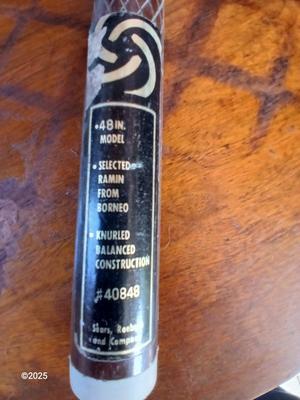 • 48 IN.
MODEL
• SELECTED
RAMIN
FROM
BORNEO
• KNURLED
BALANCED
CONSTRUCTION
#40848
Sears, Roebuck
and Company
©2025